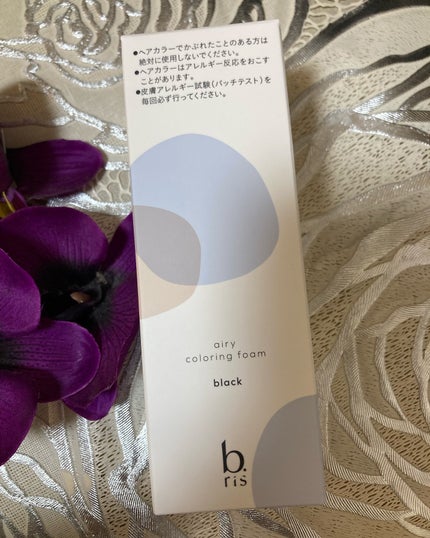 ●ヘアカラーでかぶれたことのある方は
絶対に使用しないでください。
●ヘアカラーはアレルギー反応をおこす
ことがあります。
●皮膚アレルギー試験(パッチテスト)を
毎回必ず行ってください。
airy
coloring foam
black
b.
ris